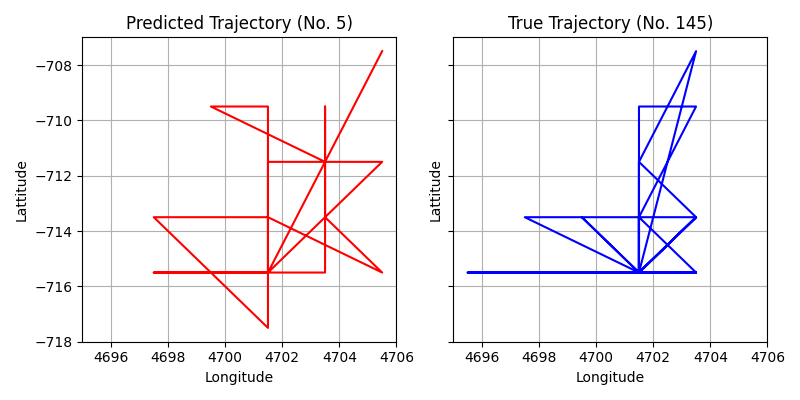 Predicted Trajectory (No. 5)
−708
−710
−712
−714
−716
−718
Lattitude
4696 4698 4700 4702 4704 4706
Longitude
True Trajectory (No. 145)
Lattitude
4696 4698 4700 4702 4704 4706
Longitude